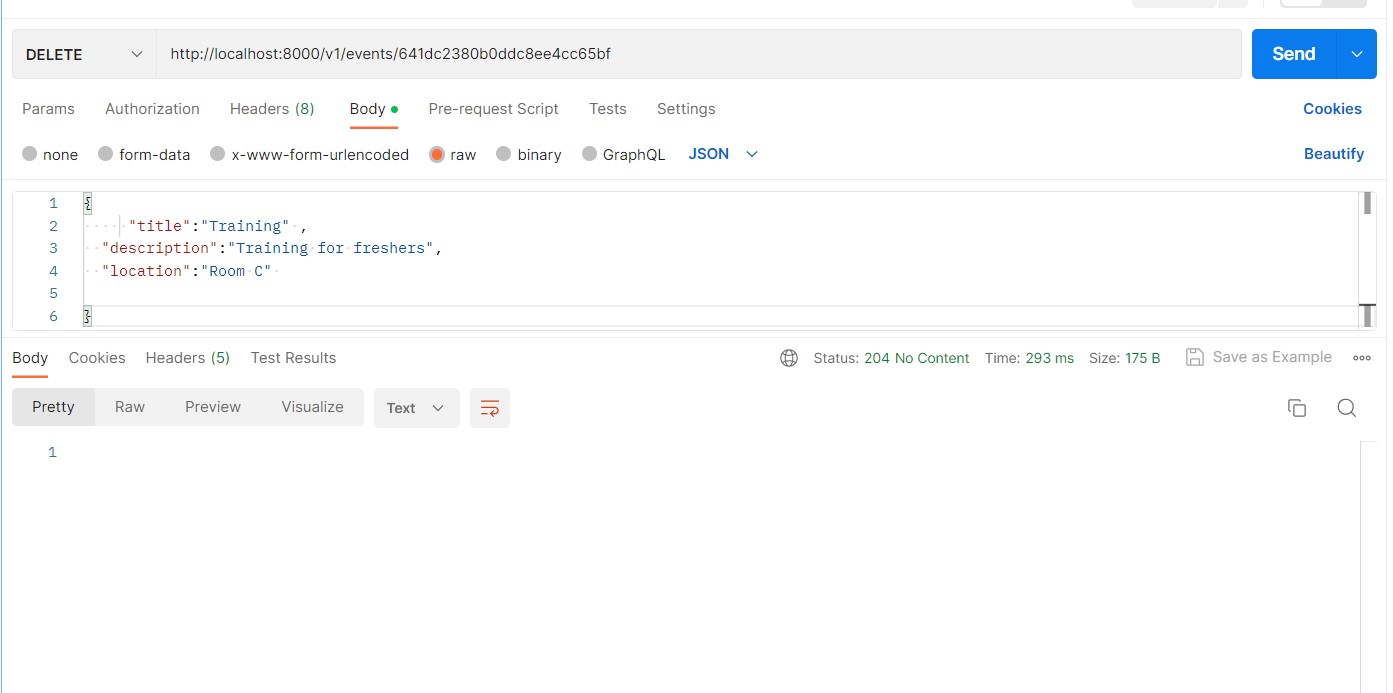 DELETE http://localhost:8000/v1/events/641dc2380b0ddc8ee4cc65bf Send
Params Authorization Headers (8) Body Pre-request Script Tests Settings Cookies
none form-data x-www-form-urlencoded raw binary GraphQL JSON Beautify
1 {
2 "title":"Training" ,
3 "description":"Training for freshers",
4 "location":"Room C"
5
6 }
Body Cookies Headers (5) Test Results Status: 204 No Content Time: 293 ms Size: 175 B Save as Example
Pretty Raw Preview Visualize Text
1